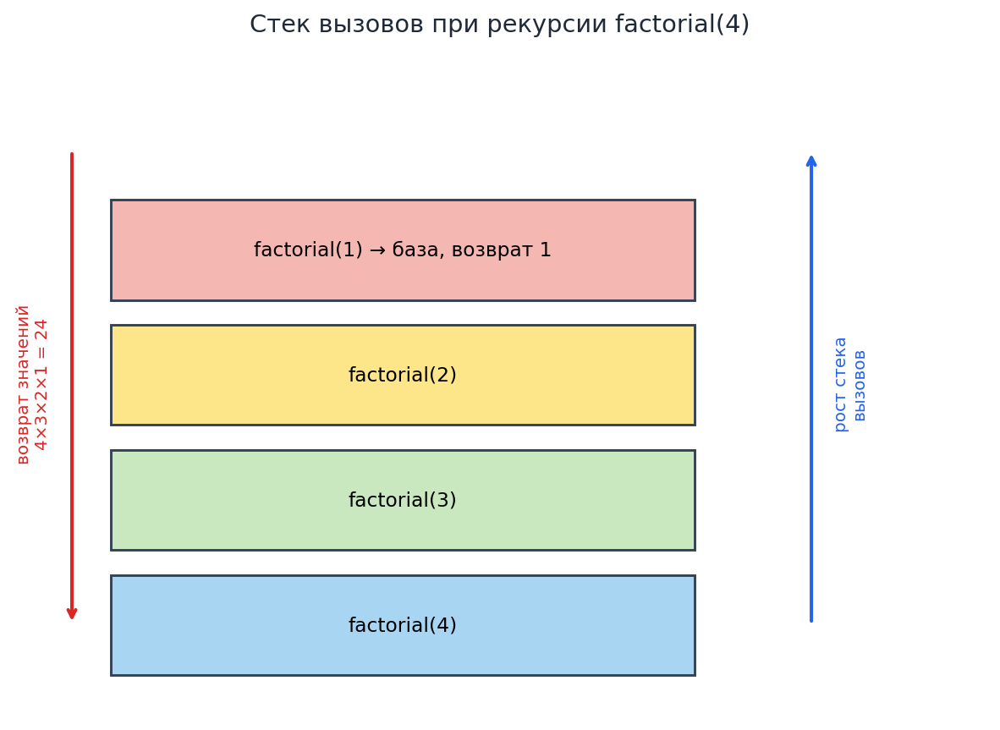 Стек вызовов при рекурсии factorial(4)
factorial(1) → база, возврат 1
factorial(2)
factorial(3)
factorial(4)
возврат значений
4×3×2×1 = 24
рост стека
вызовов